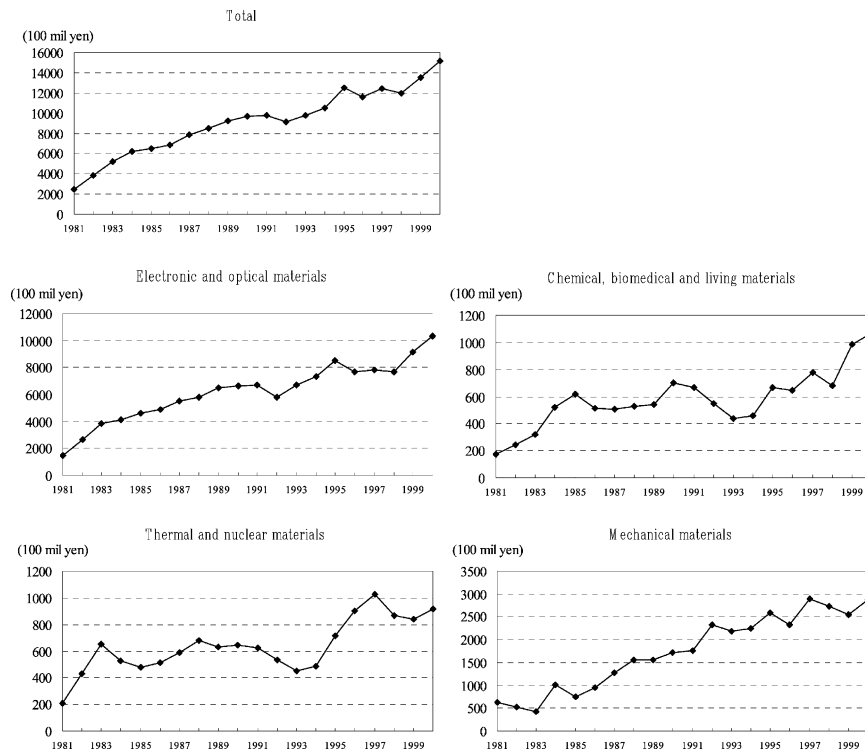 Total
(100 mil yen)
16000
14000
12000
10000
8000
6000
4000
2000
0
1981 1983 1985 1987 1989 1991 1993 1995 1997 1999
Electronic and optical materials
(100 mil yen)
12000
10000
8000
6000
4000
2000
0
1981 1983 1985 1987 1989 1991 1993 1995 1997 1999
Chemical, biomedical and living materials
(100 mil yen)
1200
1000
800
600
400
200
0
1981 1983 1985 1987 1989 1991 1993 1995 1997 1999
Thermal and nuclear materials
(100 mil yen)
1200
1000
800
600
400
200
0
1981 1983 1985 1987 1989 1991 1993 1995 1997 1999
Mechanical materials
(100 mil yen)
3500
3000
2500
2000
1500
1000
500
0
1981 1983 1985 1987 1989 1991 1993 1995 1997 1999